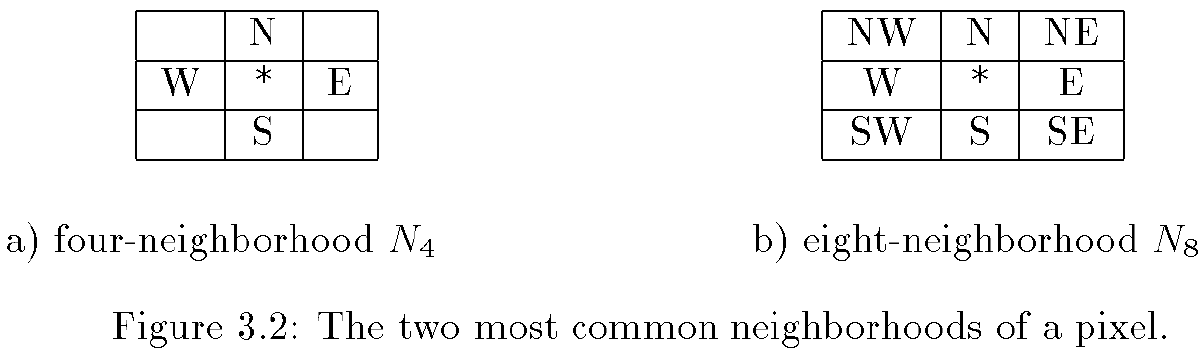 N
W * E
S
NW N NE
W * E
SW S SE
a) four-neighborhood N4
b) eight-neighborhood N8
Figure 3.2: The two most common neighborhoods of a pixel.